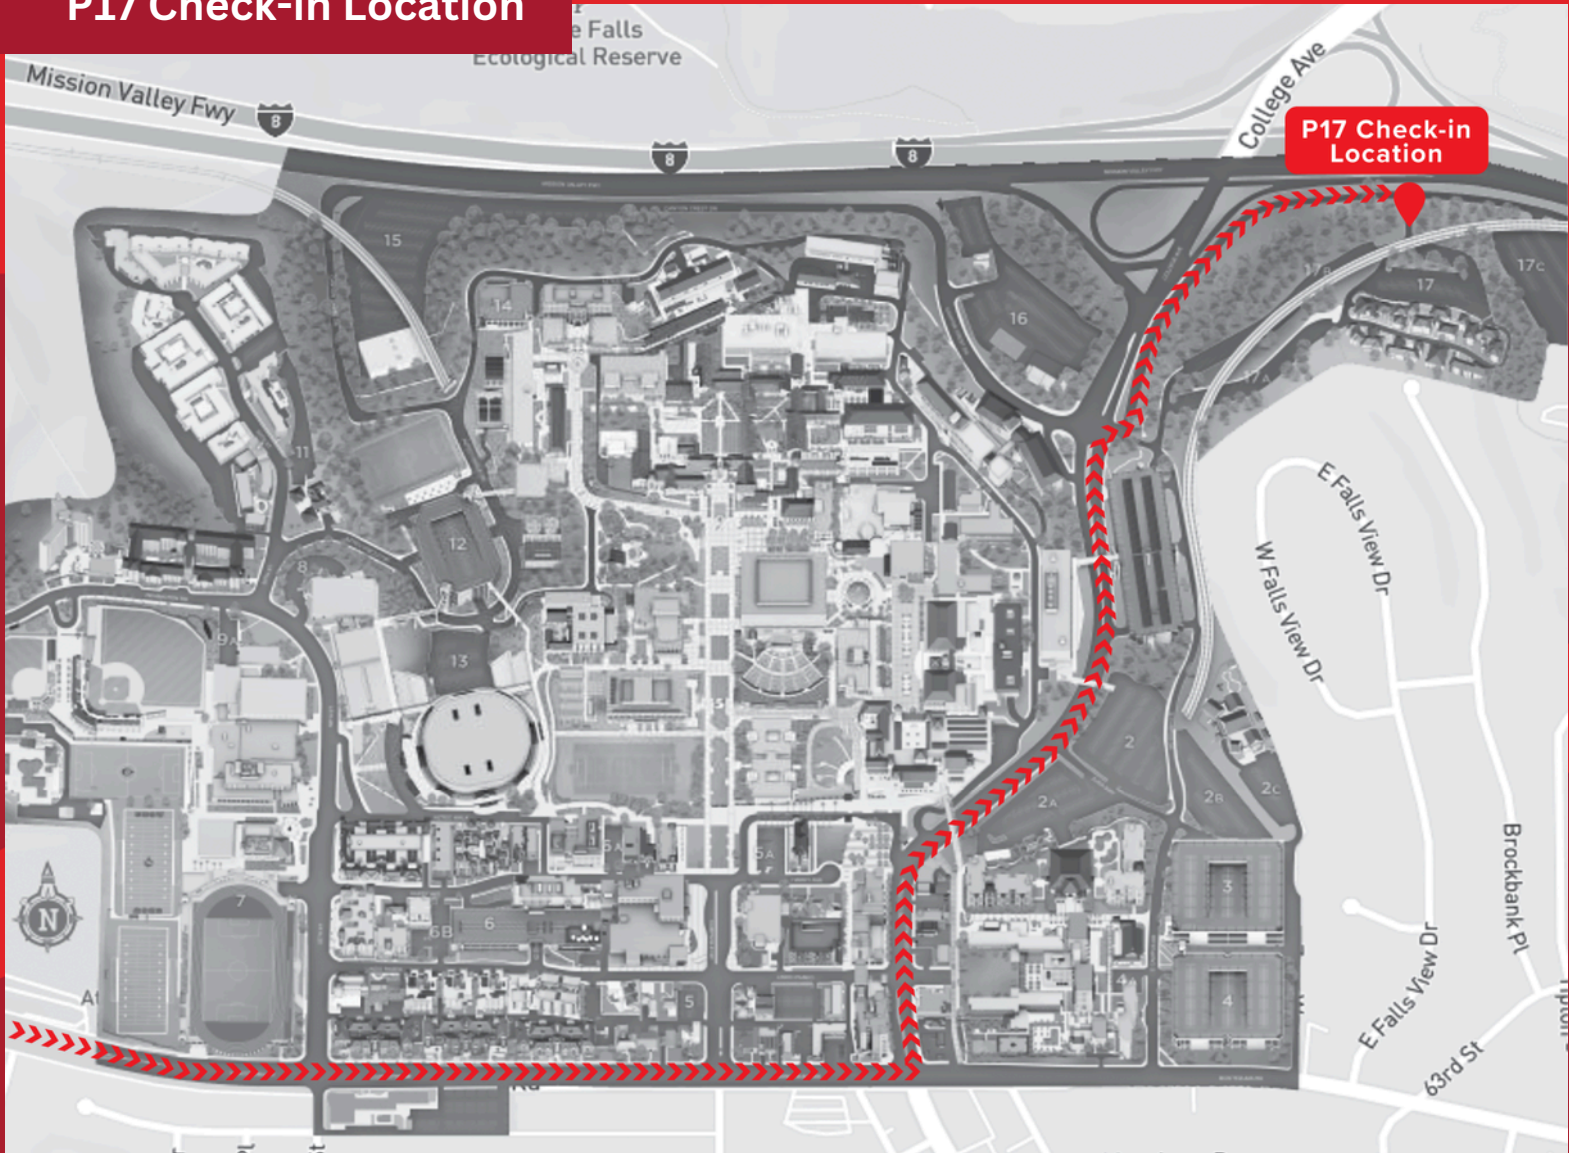 P17 Check-in Location
e Falls
Ecological Reserve
Mission Valley Fwy
8
8
8
College Ave
P17 Check-in
Location
15
14
16
17B
17
17C
17A
11
12
8
9A
13
1
2
2A
2B
2C
E Falls View Dr
W Falls View Dr
5A
5A
3
7
6B
6
N
5
4
Brockbank Pl
E Falls View Dr
63rd St